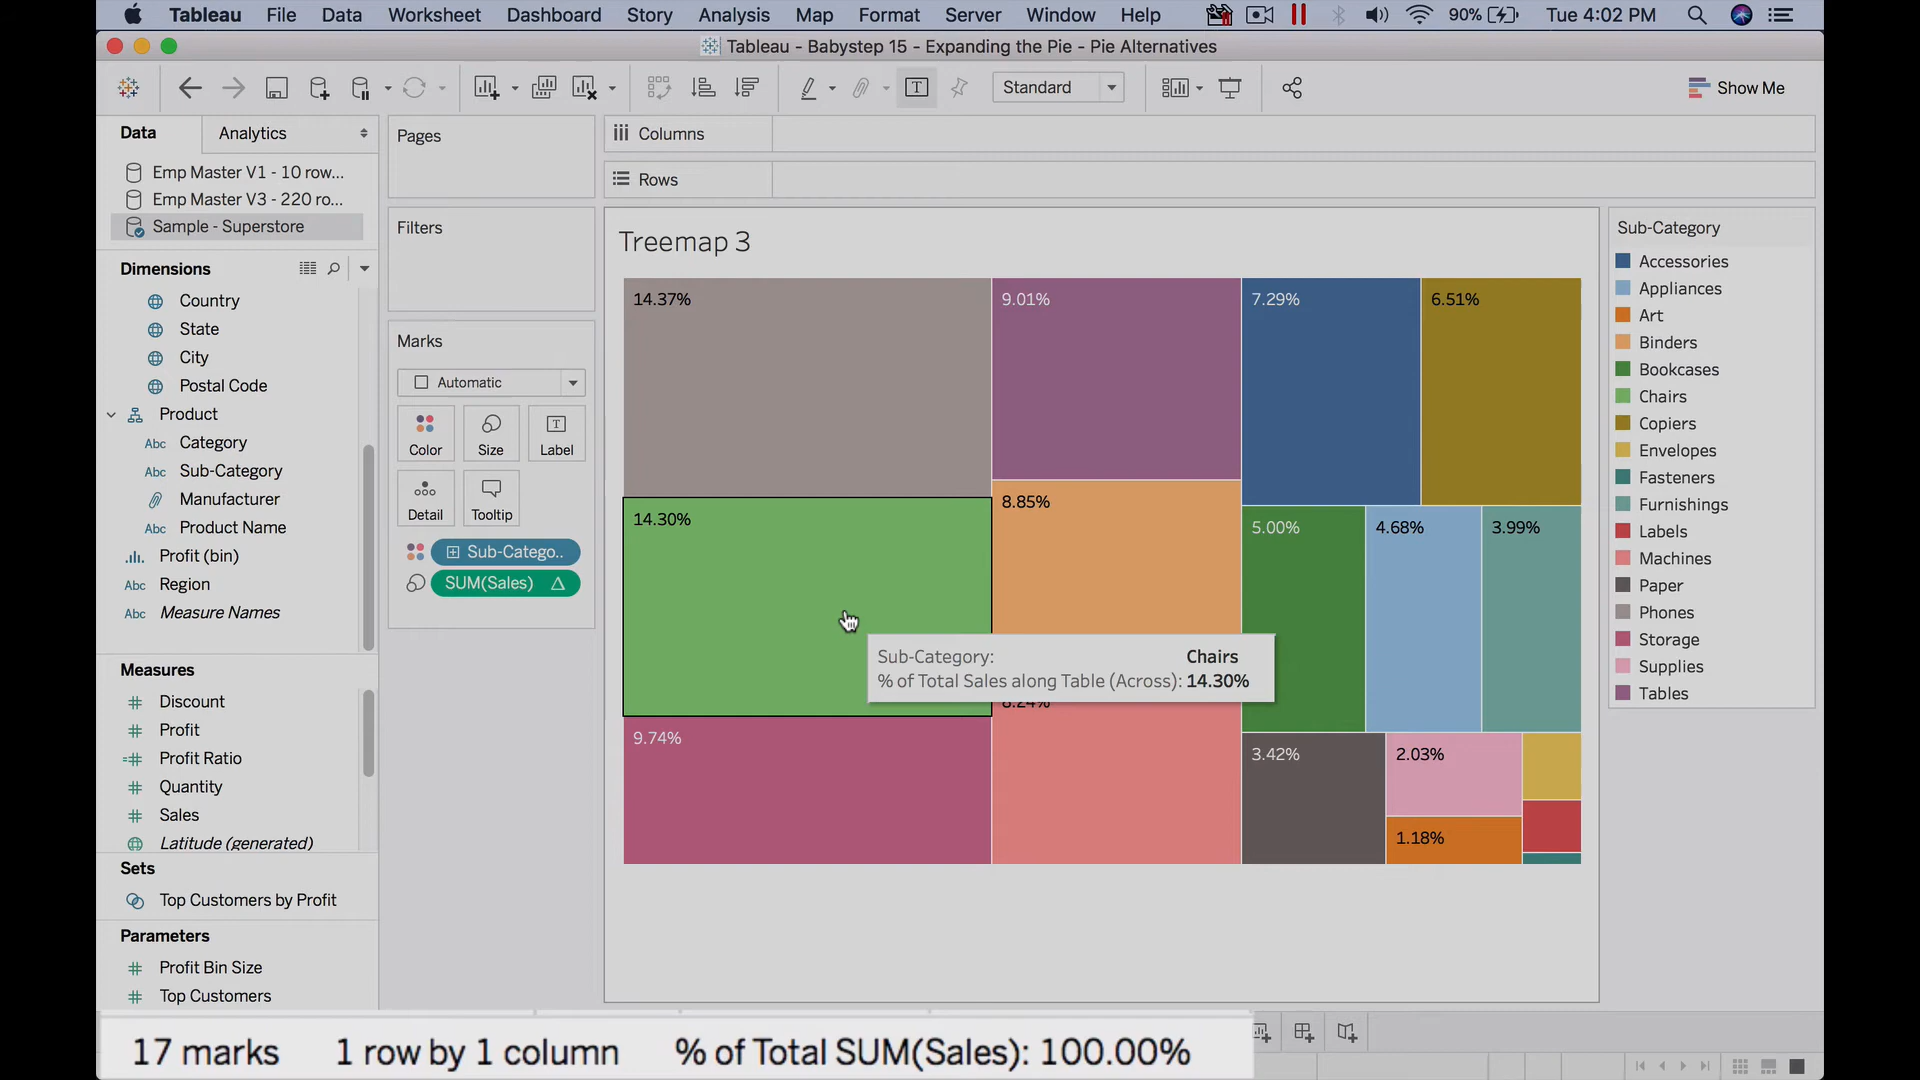 Tableau File Data Worksheet Dashboard Story Analysis Map Format Server Window Help 90% Tue 4:02 PM
Tableau - Babystep 15 - Expanding the Pie - Pie Alternatives
Standard Show Me
Data Analytics
Emp Master V1 - 10 row...
Emp Master V3 - 220 ro...
Sample - Superstore
Dimensions
Country
State
City
Postal Code
Product
Abc Category
Abc Sub-Category
Manufacturer
Abc Product Name
Profit (bin)
Abc Region
Abc Measure Names
Measures
Discount
Profit
Profit Ratio
Quantity
Sales
Latitude (generated)
Sets
Top Customers by Profit
Parameters
Profit Bin Size
Top Customers
Pages
Filters
Marks
Automatic
Color Size Label
Detail Tooltip
Sub-Catego..
SUM(Sales)
Columns
Rows
Treemap 3
14.37%
14.30%
9.74%
9.01%
8.85%
8.24%
7.29%
6.51%
5.00%
4.68%
3.99%
3.42%
2.03%
1.18%
Sub-Category: Chairs
% of Total Sales along Table (Across): 14.30%
Sub-Category
Accessories
Appliances
Art
Binders
Bookcases
Chairs
Copiers
Envelopes
Fasteners
Furnishings
Labels
Machines
Paper
Phones
Storage
Supplies
Tables
17 marks 1 row by 1 column % of Total SUM(Sales): 100.00%